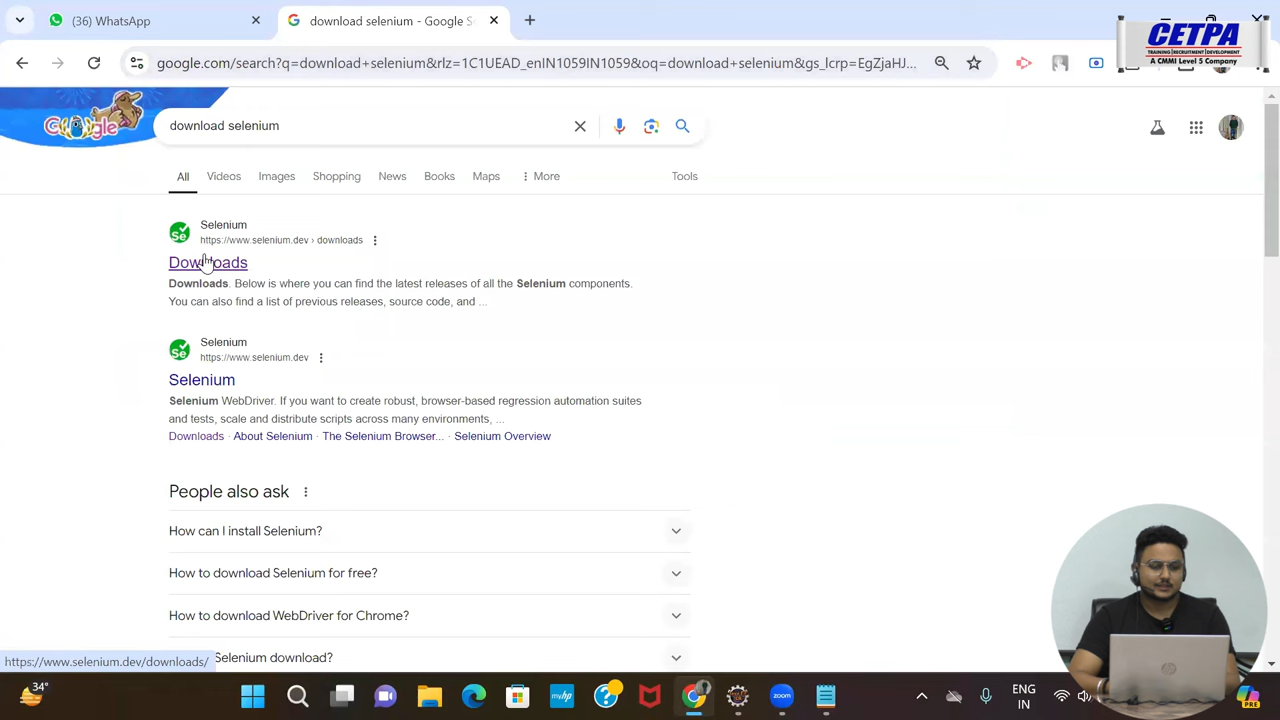 (36) WhatsApp
download selenium - Google S
CETPA
TRAINING | RECRUITMENT | DEVELOPMENT
A CMMI Level 5 Company
google.com/search?q=download+selenium&rlz=1C1UEAD_enIN1059IN1059&oq=download+selenium&gs_lcrp=EgZjaHJ...
download selenium
All Videos Images Shopping News Books Maps More Tools
Selenium
https://www.selenium.dev › downloads
Downloads
Downloads. Below is where you can find the latest releases of all the Selenium components.
You can also find a list of previous releases, source code, and ...
Selenium
https://www.selenium.dev
Selenium
Selenium WebDriver. If you want to create robust, browser-based regression automation suites
and tests, scale and distribute scripts across many environments, ...
Downloads · About Selenium · The Selenium Browser... · Selenium Overview
People also ask
How can I install Selenium?
How to download Selenium for free?
How to download WebDriver for Chrome?
Selenium download?
https://www.selenium.dev/downloads/
34°
myhp
zoom
ENG
IN
PRE